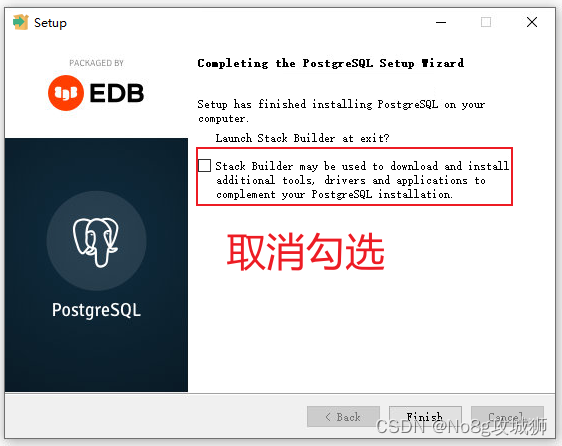 Setup
PACKAGED BY
EDB
PostgreSQL
Completing the PostgreSQL Setup Wizard
Setup has finished installing PostgreSQL on your
computer.
Launch Stack Builder at exit?
Stack Builder may be used to download and install
additional tools, drivers and applications to
complement your PostgreSQL installation.
取消勾选
< Back
Finish
Cancel
CSDN @No8g攻城狮